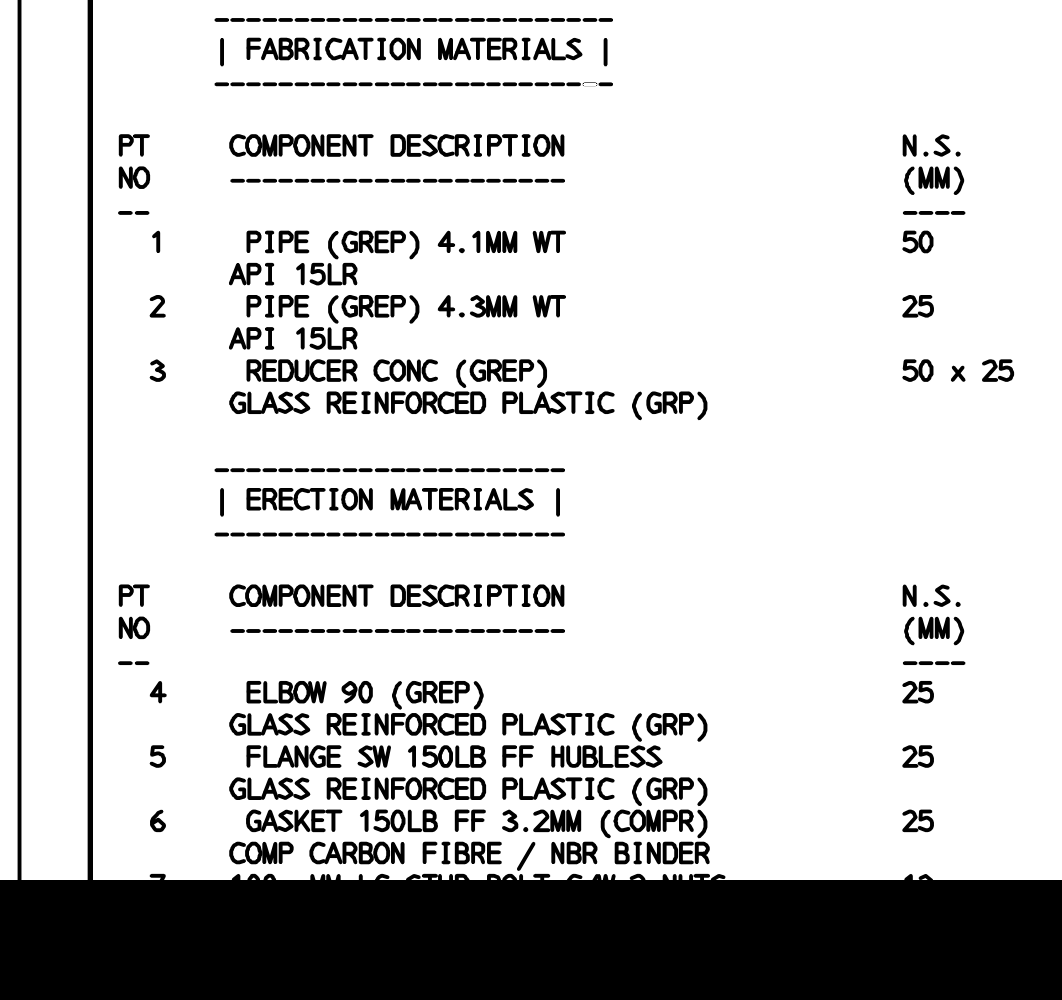 --------------------------
| FABRICATION MATERIALS |
--------------------------
PT COMPONENT DESCRIPTION N.S.
NO --------------------- (MM)
-- ----
1 PIPE (GREP) 4.1MM WT 50
API 15LR
2 PIPE (GREP) 4.3MM WT 25
API 15LR
3 REDUCER CONC (GREP) 50 x 25
GLASS REINFORCED PLASTIC (GRP)
----------------------
| ERECTION MATERIALS |
----------------------
PT COMPONENT DESCRIPTION N.S.
NO --------------------- (MM)
-- ----
4 ELBOW 90 (GREP) 25
GLASS REINFORCED PLASTIC (GRP)
5 FLANGE SW 150LB FF HUBLESS 25
GLASS REINFORCED PLASTIC (GRP)
6 GASKET 150LB FF 3.2MM (COMPR) 25
COMP CARBON FIBRE / NBR BINDER